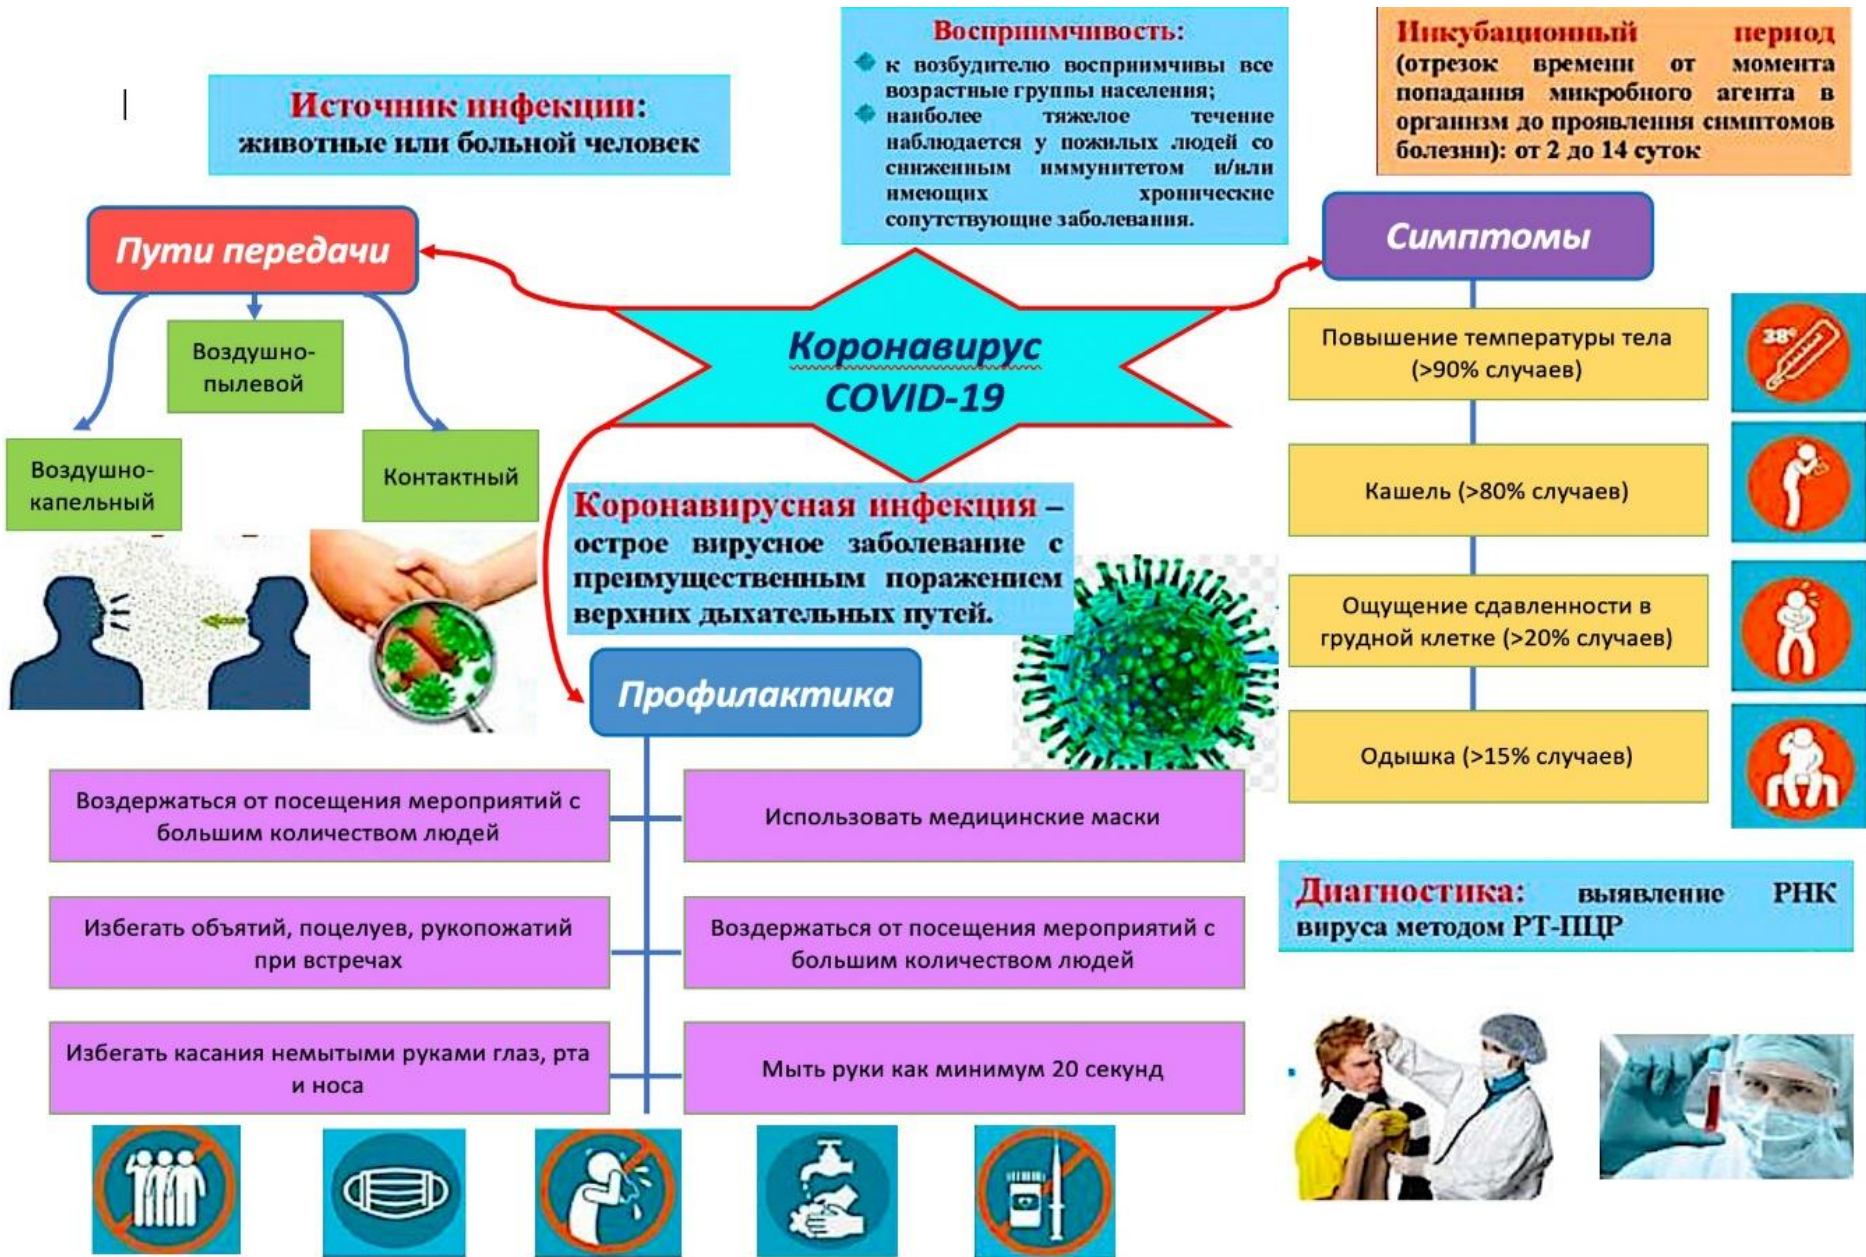 Источник инфекции:
животные или больной человек
Восприимчивость:
к возбудителю восприимчивы все
возрастные группы населения;
наиболее тяжелое течение
наблюдается у пожилых людей со
сниженным иммунитетом и/или
имеющих хронические
сопутствующие заболевания.
Инкубационный период
(отрезок времени от момента
попадания микробного агента в
организм до проявления симптомов
болезни): от 2 до 14 суток
Пути передачи
Воздушно-
пылевой
Воздушно-
капельный
Контактный
Коронавирус
COVID-19
Симптомы
Повышение температуры тела
(>90% случаев)
38°
Кашель (>80% случаев)
Ощущение сдавленности в
грудной клетке (>20% случаев)
Одышка (>15% случаев)
Коронавирусная инфекция –
острое вирусное заболевание с
преимущественным поражением
верхних дыхательных путей.
Профилактика
Воздержаться от посещения мероприятий с
большим количеством людей
Использовать медицинские маски
Избегать объятий, поцелуев, рукопожатий
при встречах
Воздержаться от посещения мероприятий с
большим количеством людей
Избегать касания немытыми руками глаз, рта
и носа
Мыть руки как минимум 20 секунд
Диагностика: выявление РНК
вируса методом РТ-ПЦР